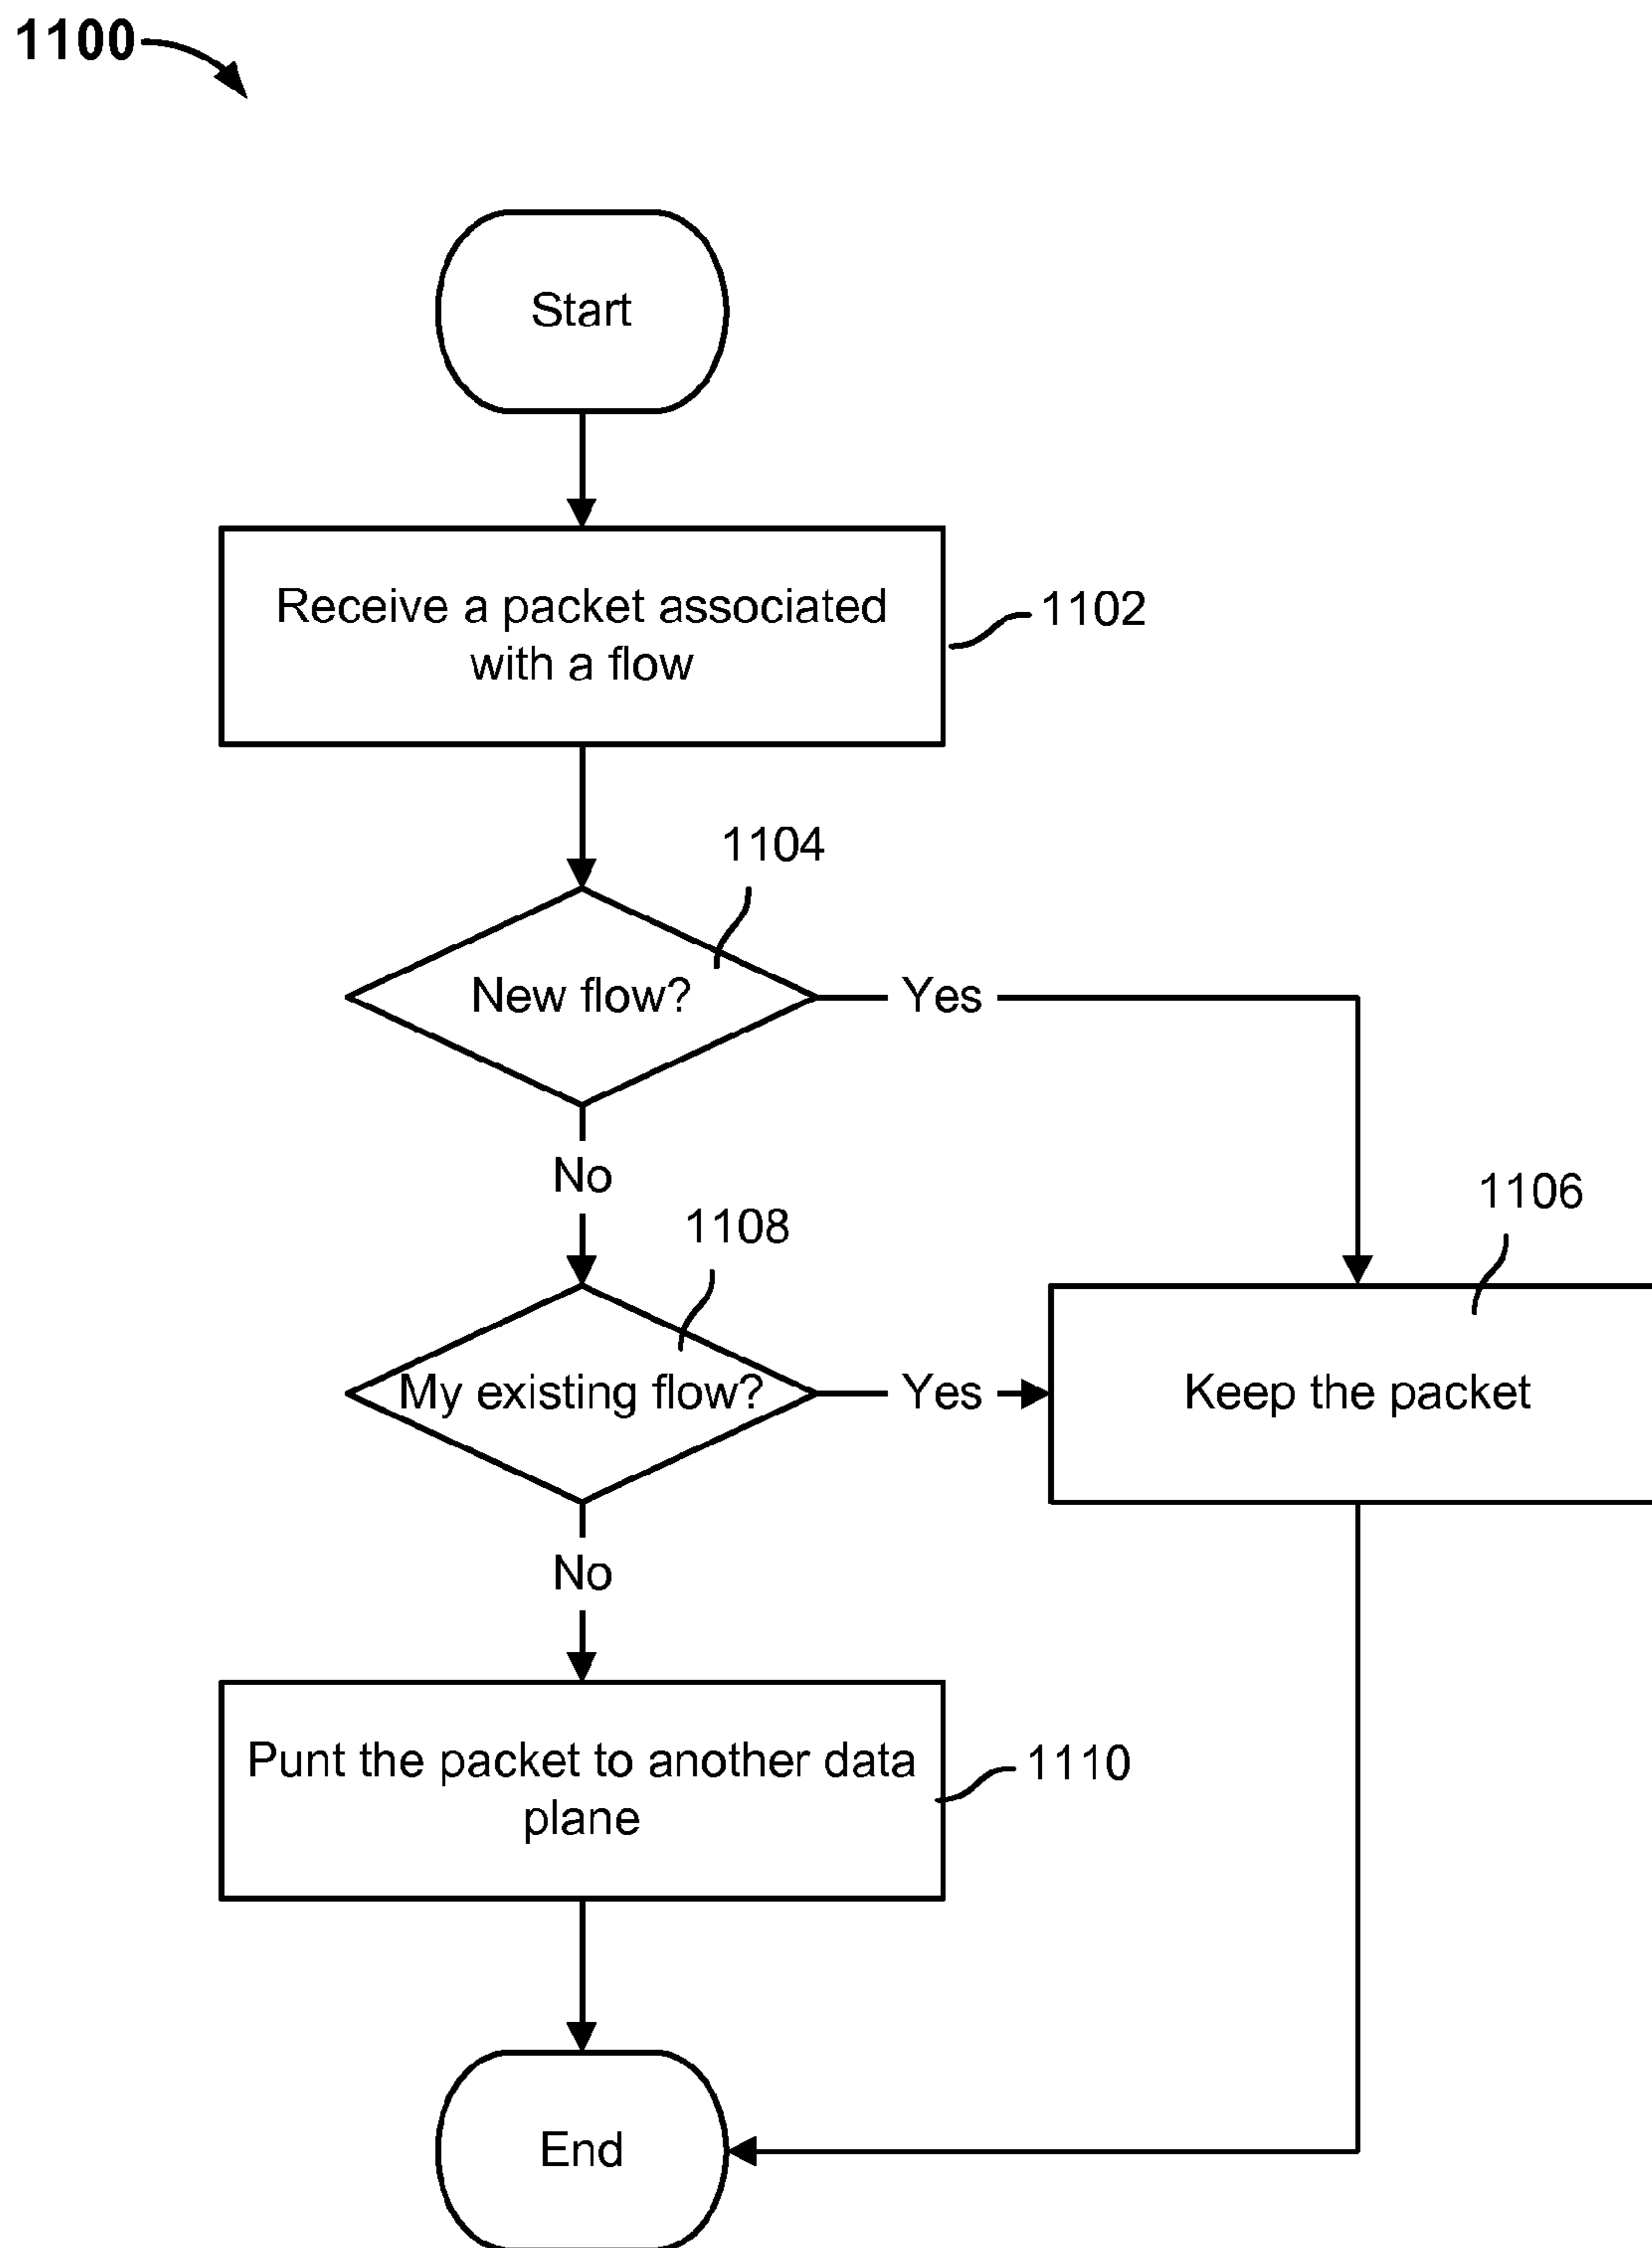 1100
Start
Receive a packet associated
with a flow
1102
1104
New flow?
Yes
No
1108
1106
My existing flow?
Yes
Keep the packet
No
Punt the packet to another data
plane
1110
End